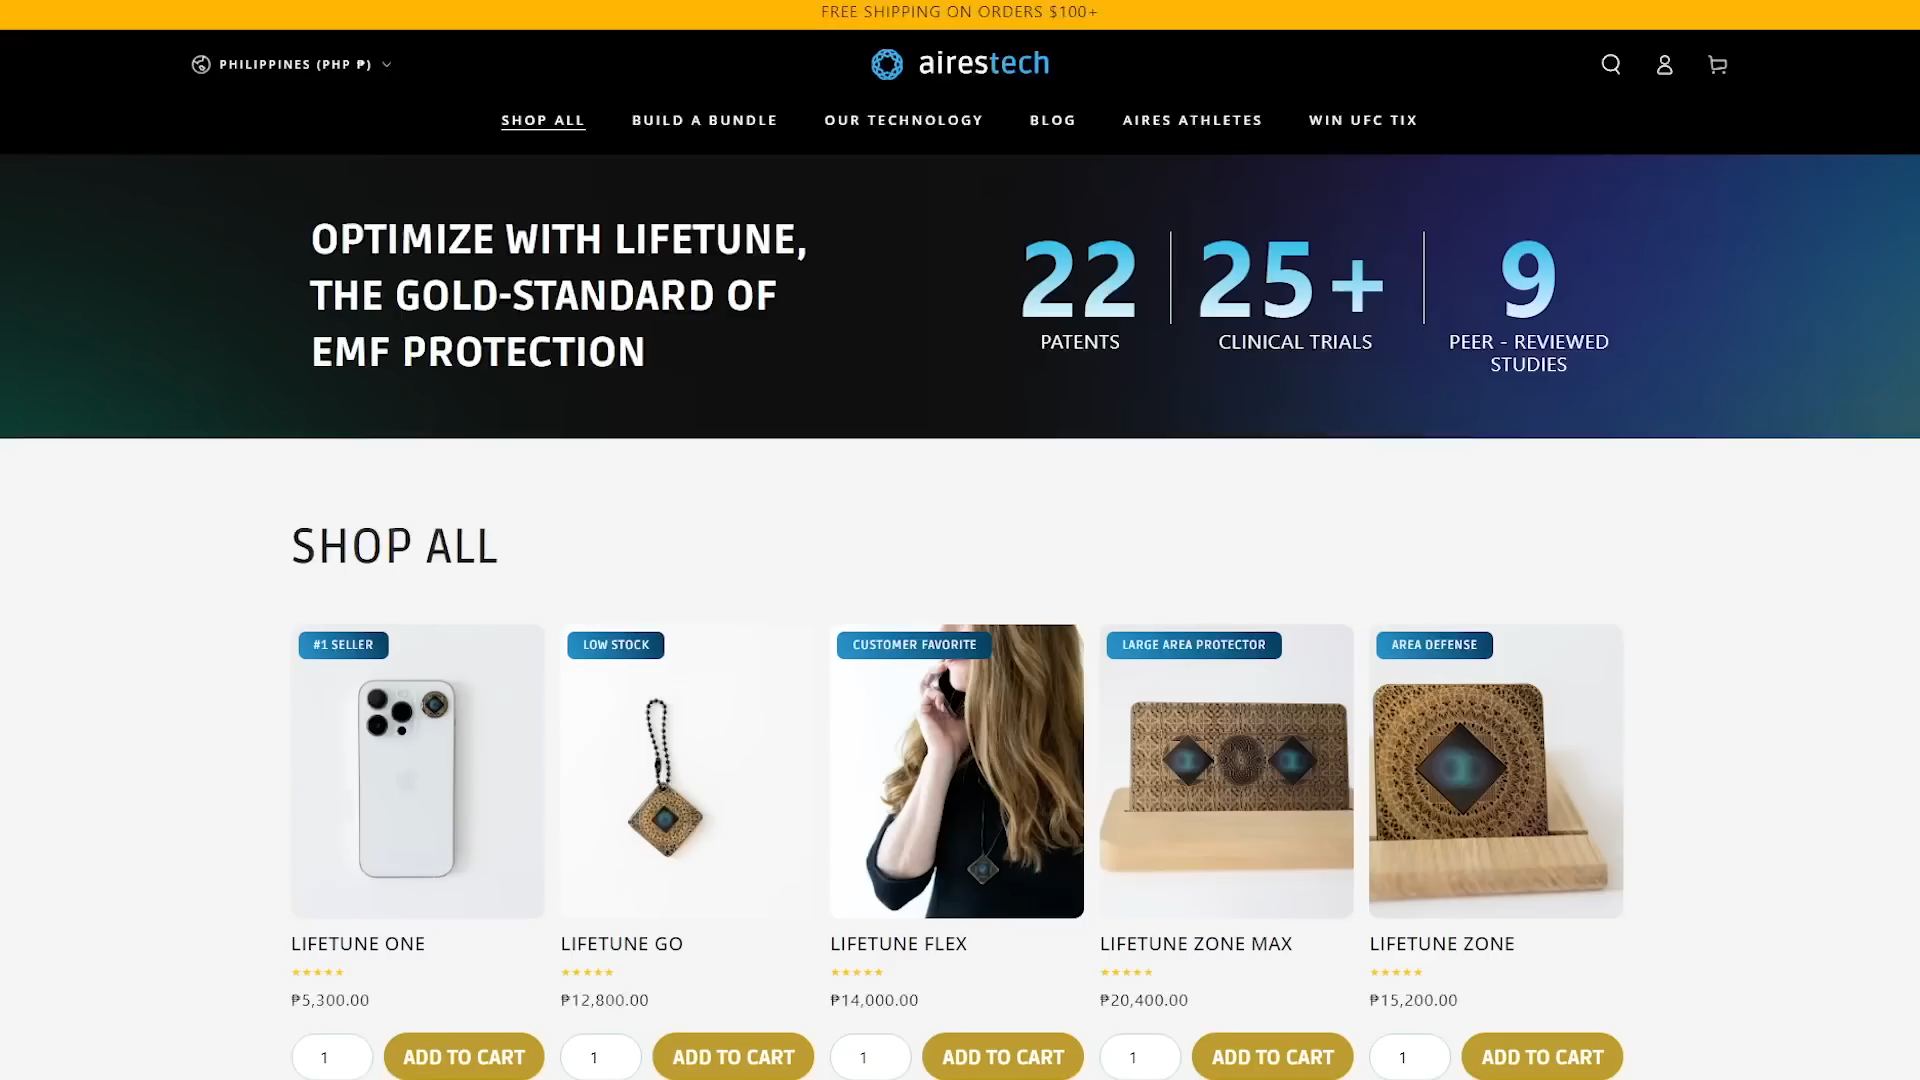 FREE SHIPPING ON ORDERS $100+
PHILIPPINES (PHP ₱)
airestech
SHOP ALL
BUILD A BUNDLE
OUR TECHNOLOGY
BLOG
AIRES ATHLETES
WIN UFC TIX
OPTIMIZE WITH LIFETUNE,
THE GOLD-STANDARD OF
EMF PROTECTION
22
PATENTS
25+
CLINICAL TRIALS
9
PEER - REVIEWED
STUDIES
SHOP ALL
#1 SELLER
LIFETUNE ONE
₱5,300.00
1
ADD TO CART
LOW STOCK
LIFETUNE GO
₱12,800.00
1
ADD TO CART
CUSTOMER FAVORITE
LIFETUNE FLEX
₱14,000.00
1
ADD TO CART
LARGE AREA PROTECTOR
LIFETUNE ZONE MAX
₱20,400.00
1
ADD TO CART
AREA DEFENSE
LIFETUNE ZONE
₱15,200.00
1
ADD TO CART